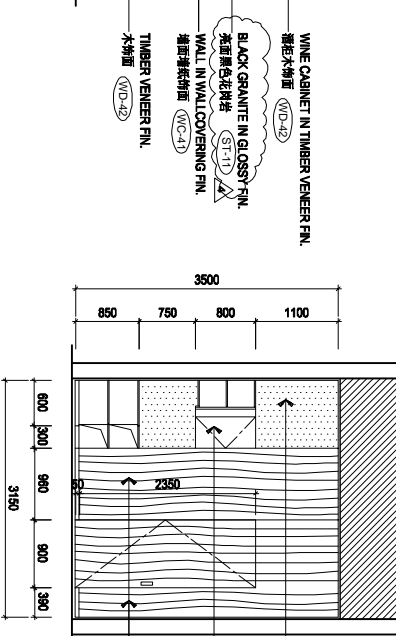 WINE CABINET IN TIMBER VENEER FIN.
酒柜木饰面 WD-42
BLACK GRANITE IN GLOSSY FIN.
亮面黑色花岗岩 ST-11
4
WALL IN WALLCOVERING FIN.
墙面墙纸饰面 WC-41
TIMBER VENEER FIN.
木饰面 WD-42
3500
850 750 800 1100
50 2350
600 300 960 900 390
3150